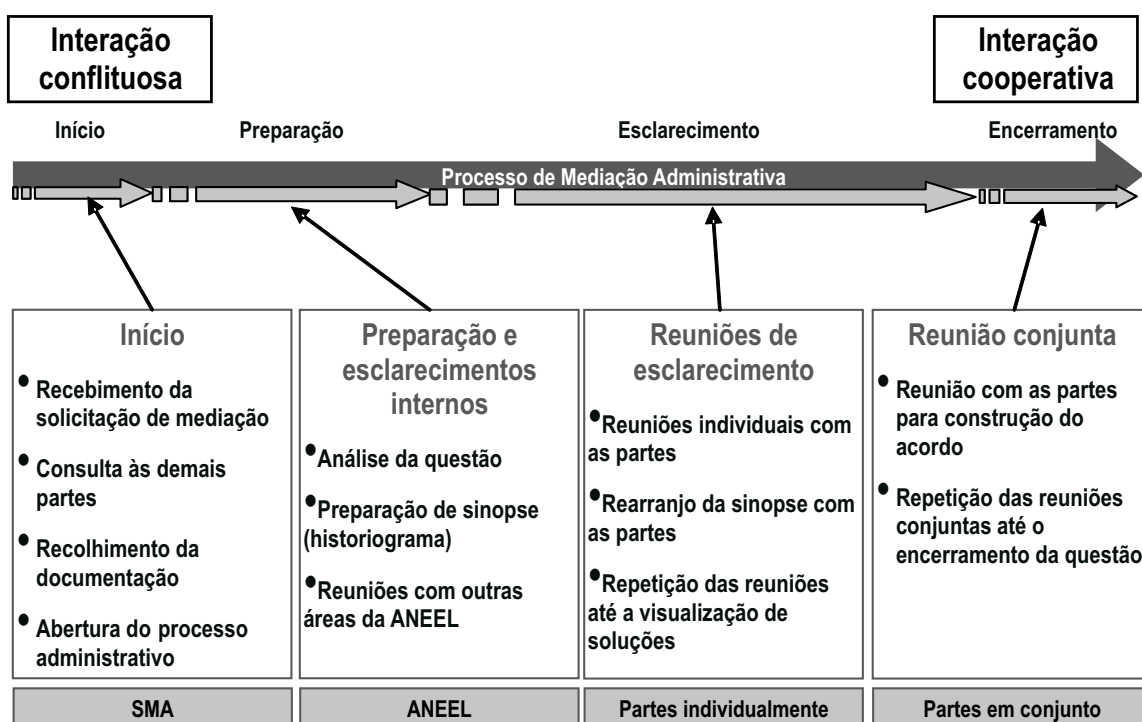 Interação
conflituosa
Interação
cooperativa
Início
Preparação
Esclarecimento
Encerramento
Processo de Mediação Administrativa
Início
• Recebimento da
solicitação de mediação
• Consulta às demais
partes
• Recolhimento da
documentação
• Abertura do processo
administrativo
SMA
Preparação e
esclarecimentos
internos
•Análise da questão
•Preparação de sinopse
(historiograma)
•Reuniões com outras
áreas da ANEEL
ANEEL
Reuniões de
esclarecimento
•Reuniões individuais com
as partes
•Rearranjo da sinopse com
as partes
•Repetição das reuniões
até a visualização de
soluções
Partes individualmente
Reunião conjunta
• Reunião com as partes
para construção do
acordo
• Repetição das reuniões
conjuntas até o
encerramento da questão
Partes em conjunto